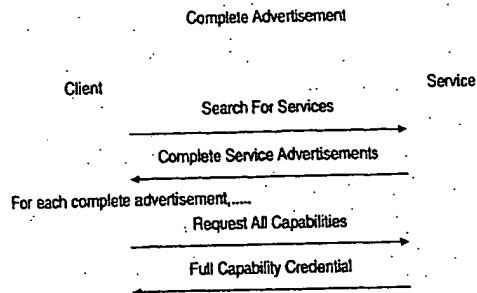 Complete Advertisement
Client
Service
Search For Services
Complete Service Advertisements
For each complete advertisement,.....
Request All Capabilities
Full Capability Credential